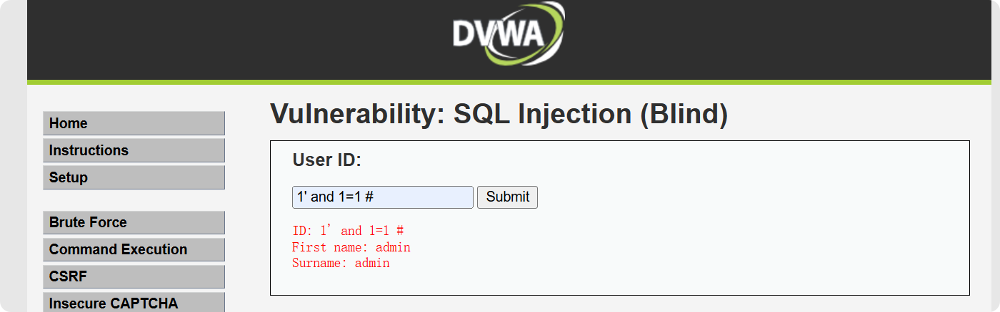 DVWA
Vulnerability: SQL Injection (Blind)
Home
Instructions
Setup
Brute Force
Command Execution
CSRF
Insecure CAPTCHA
User ID:
1' and 1=1 #
Submit
ID: 1' and 1=1 #
First name: admin
Surname: admin